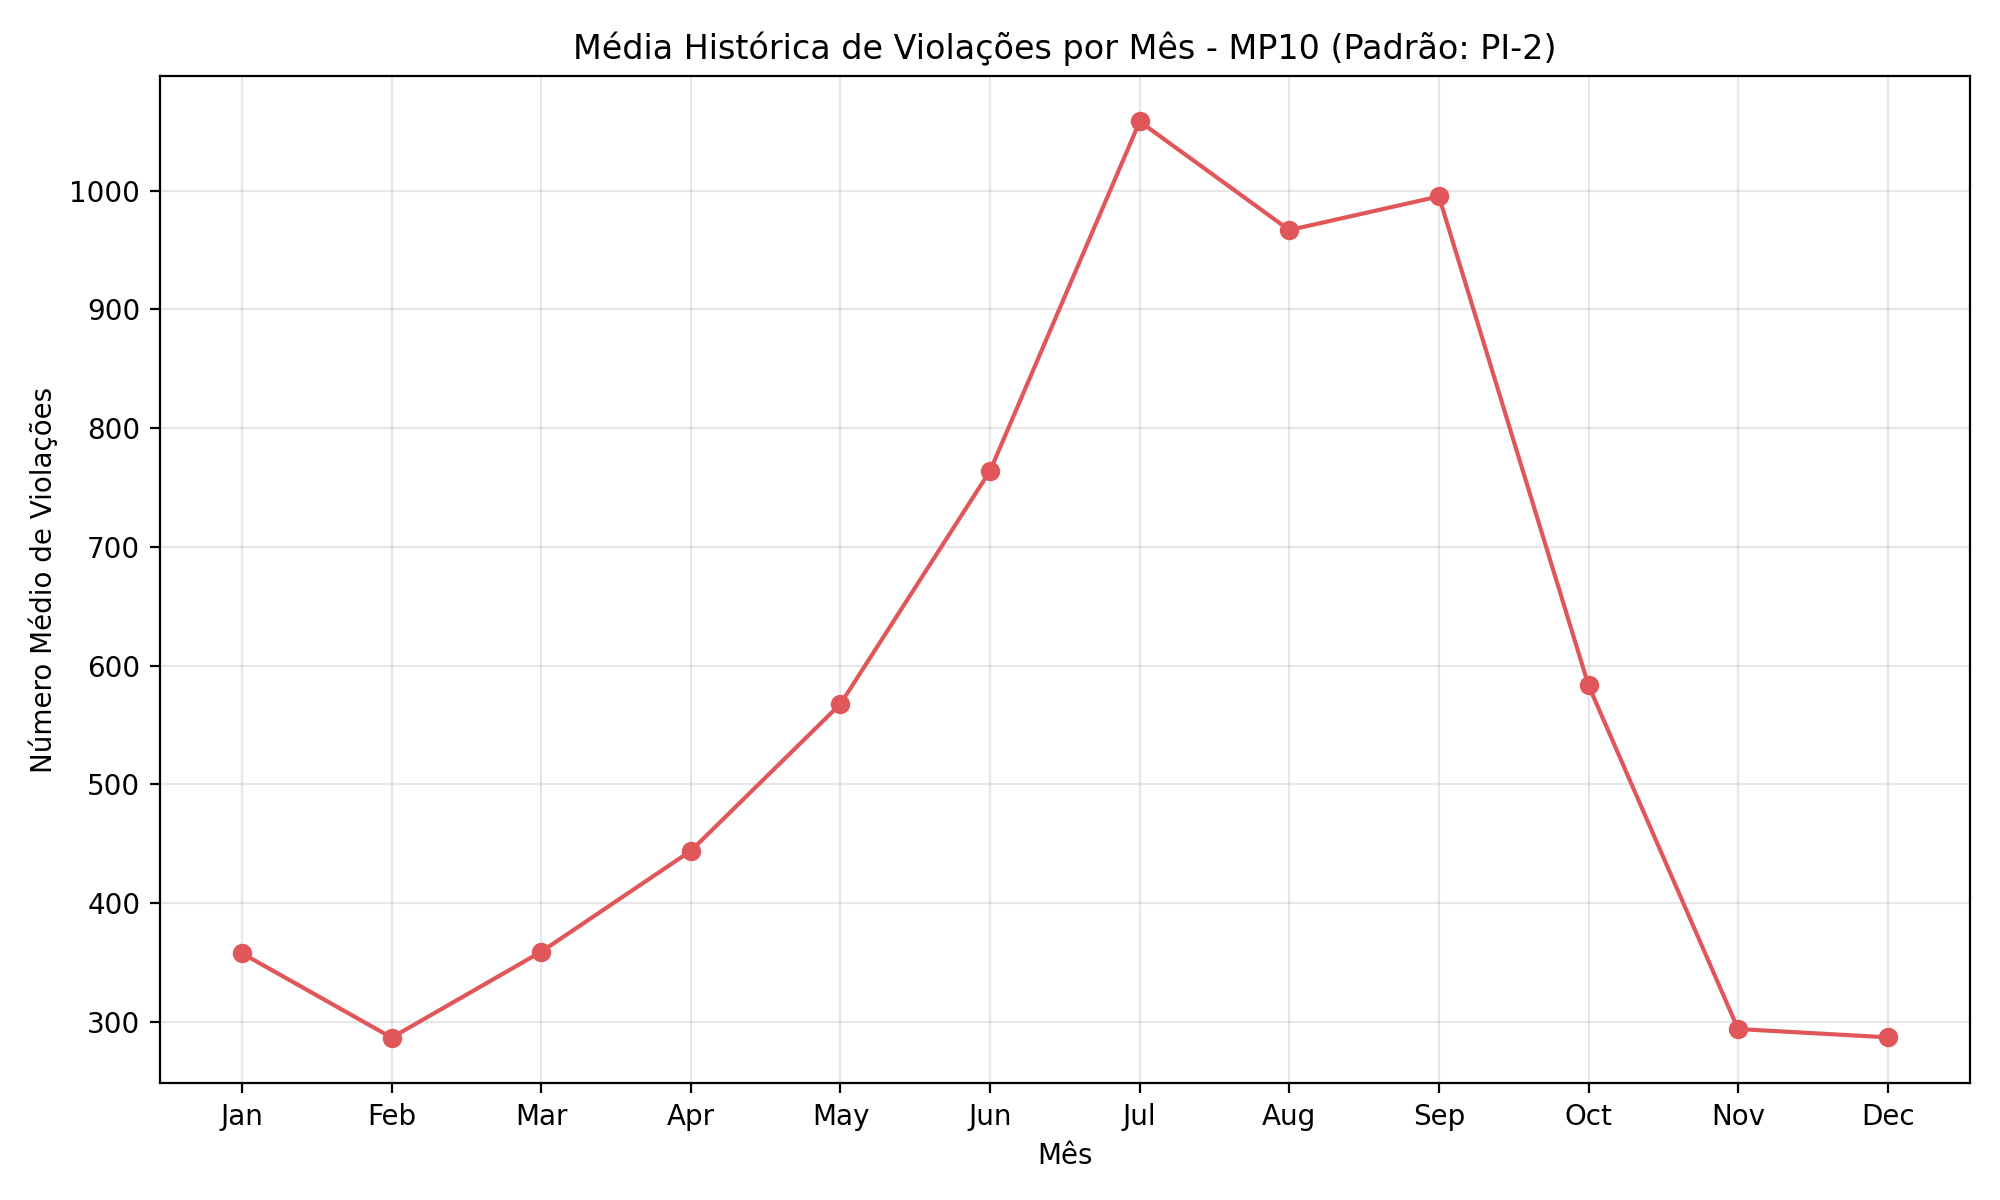 Média Histórica de Violações por Mês - MP10 (Padrão: PI-2)
Número Médio de Violações
1000
900
800
700
600
500
400
300
Jan Feb Mar Apr May Jun Jul Aug Sep Oct Nov Dec
Mês